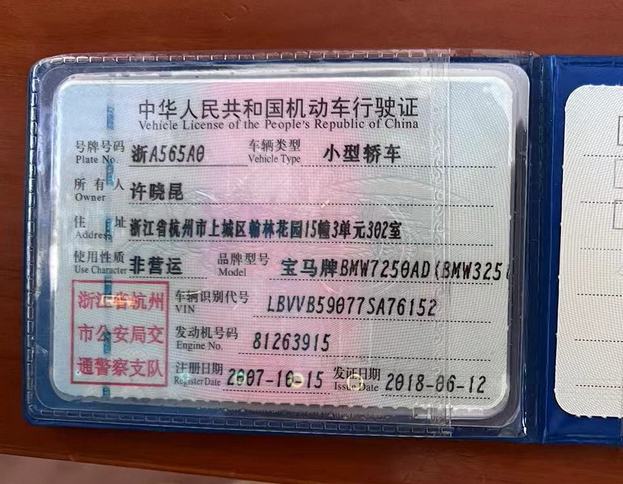 中华人民共和国机动车行驶证
Vehicle License of the People's Republic of China
号牌号码 浙A565A0 车辆类型 小型轿车
Plate No. Vehicle Type
所有人 许晓昆
Owner
住址 浙江省杭州市上城区翰林花园15幢3单元302室
Address
使用性质 非营运 品牌型号 宝马牌BMW7250AD(BMW325i
Use Character Model
浙江省杭州
市公安局交
通警察支队
车辆识别代号 LBVVB59077SA76152
VIN
发动机号码 81263915
Engine No.
注册日期 2007-10-15 发证日期 2018-06-12
Register Date Issue Date